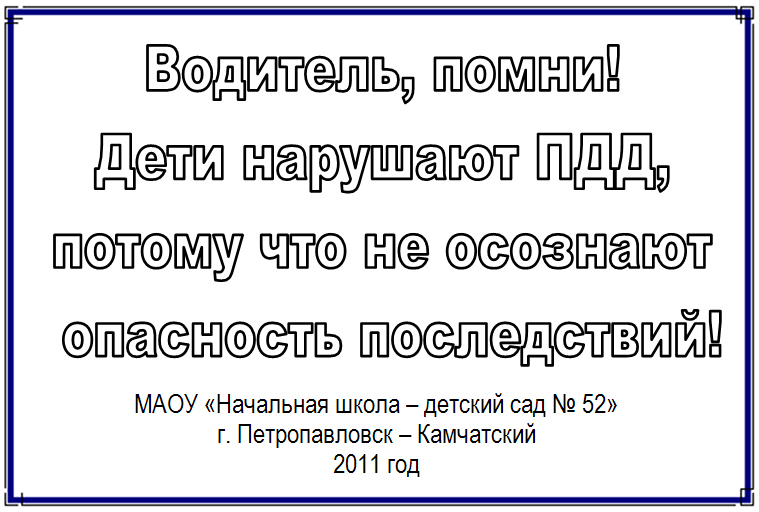 Водитель, помни!
Дети нарушают ПДД,
потому что не осознают
опасность последствий!
МАОУ «Начальная школа – детский сад № 52»
г. Петропавловск – Камчатский
2011 год